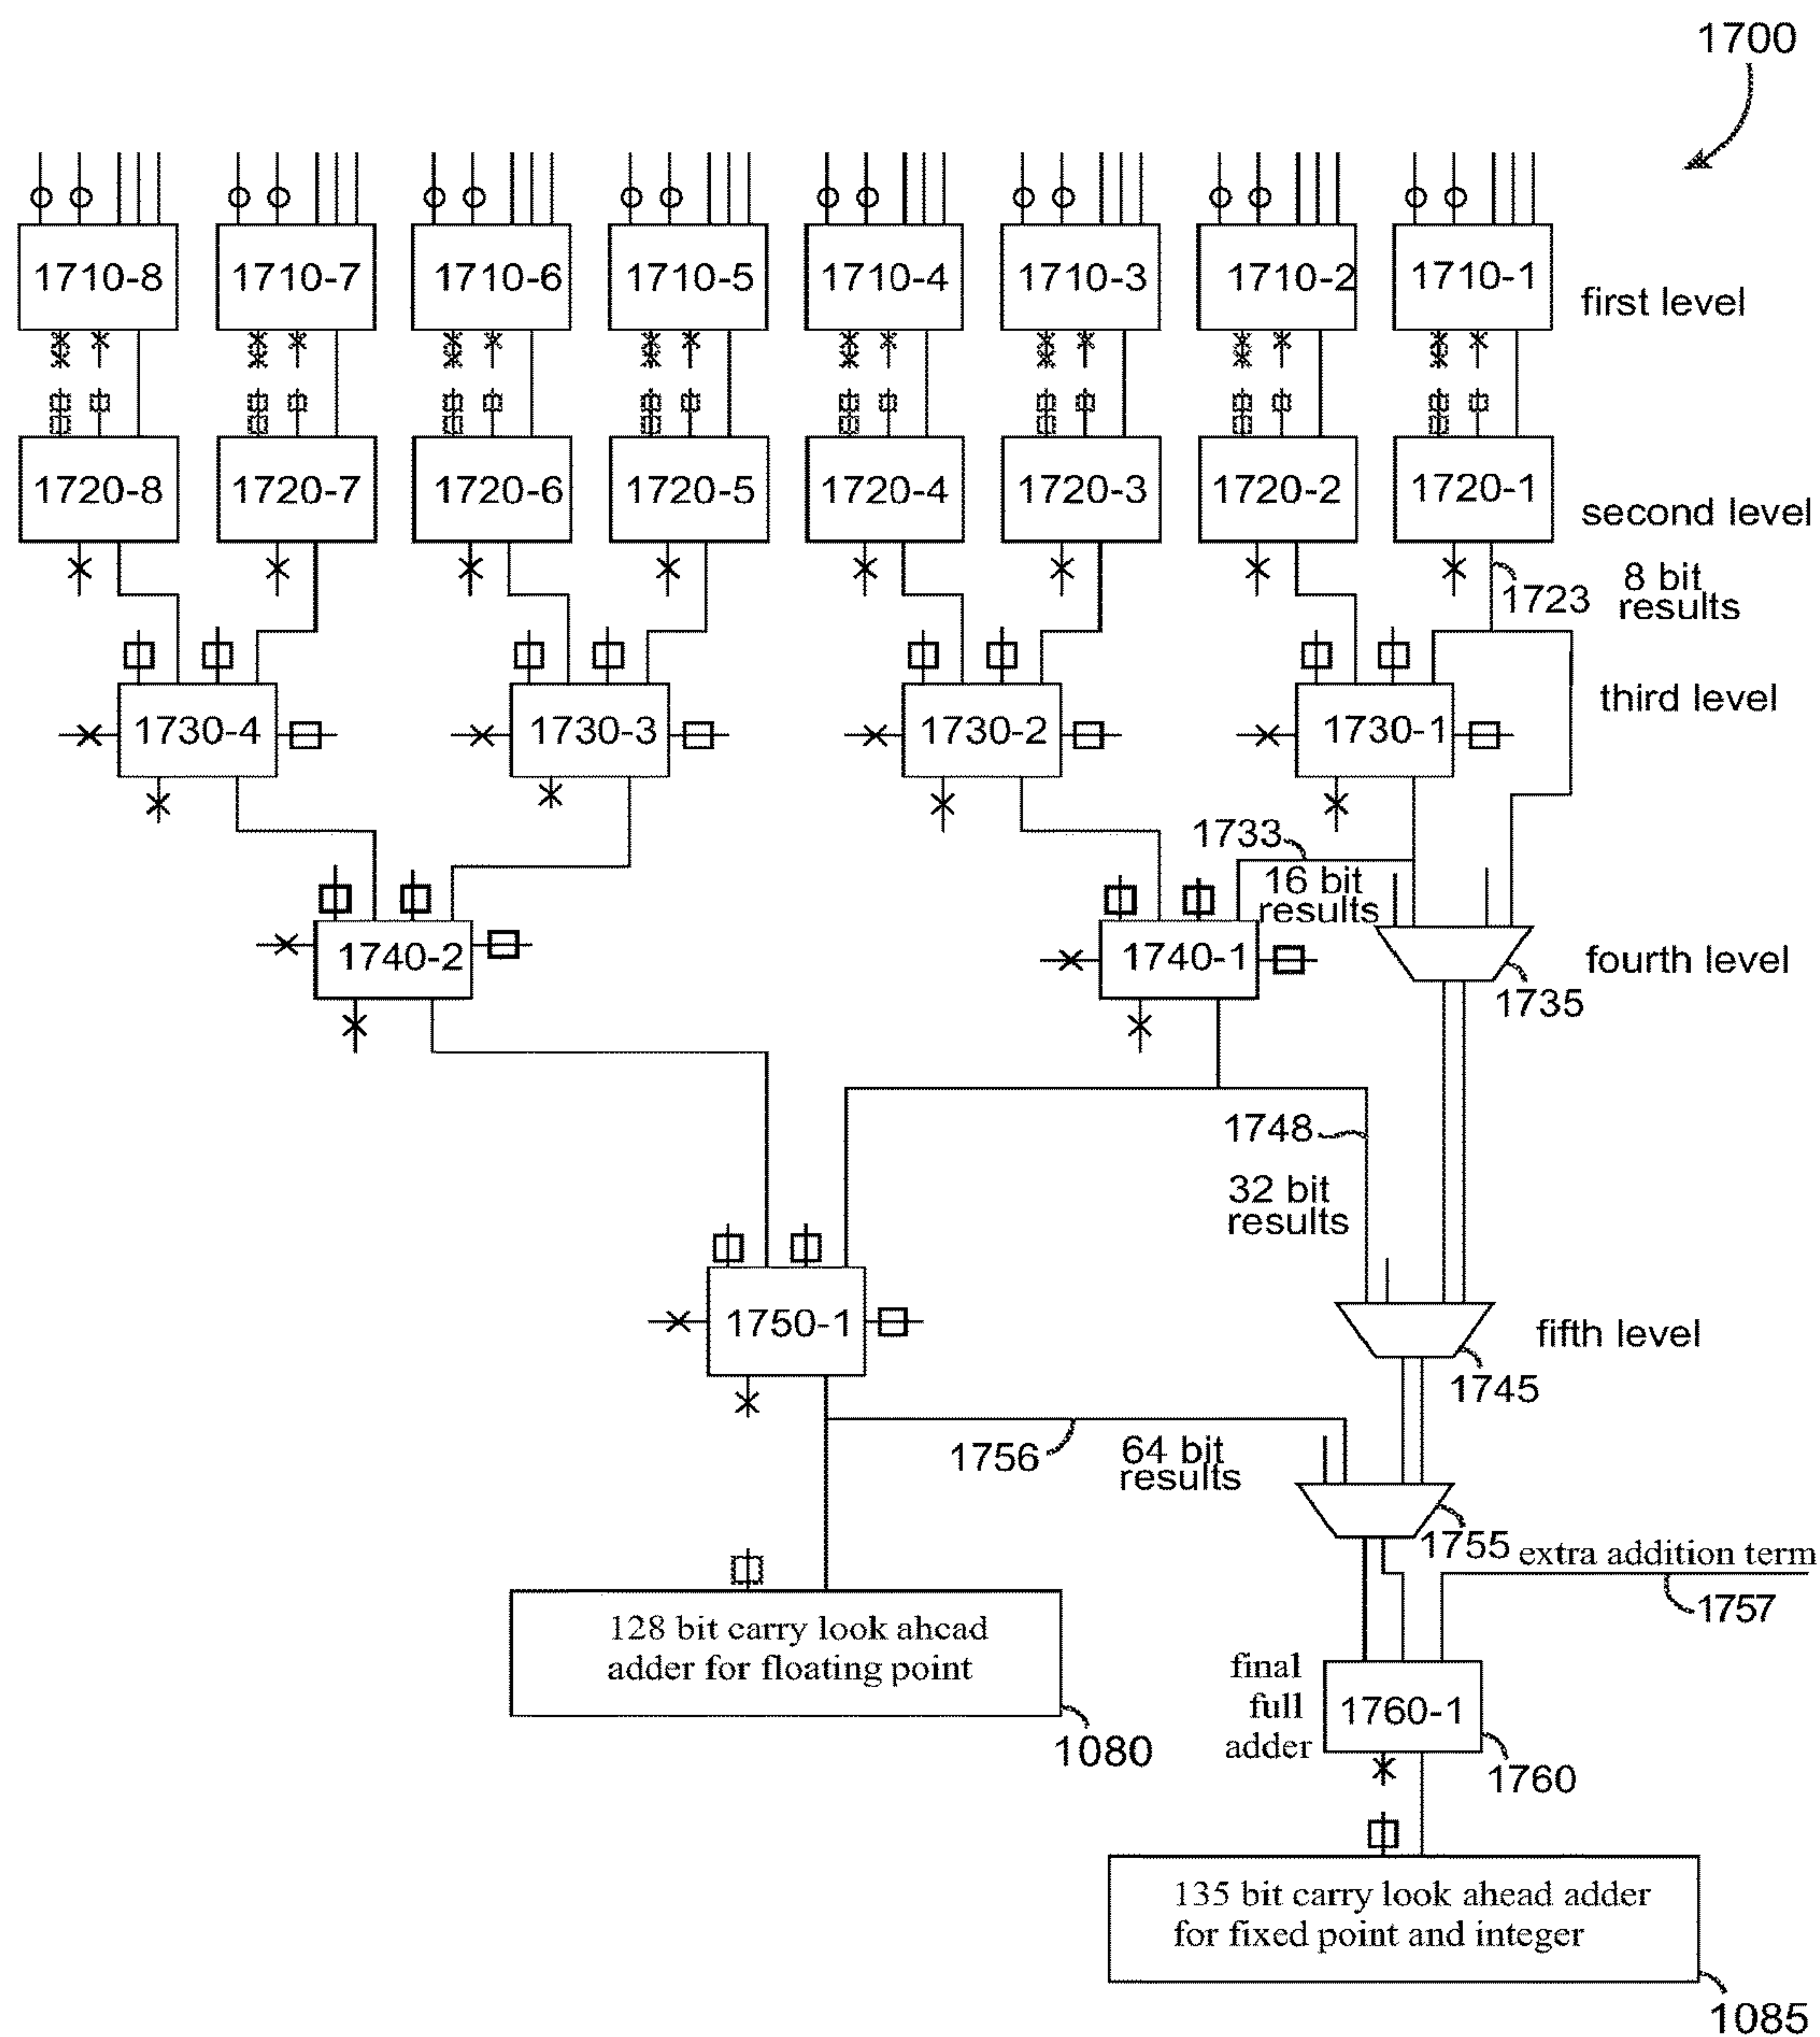 1700
1710-8 1710-7 1710-6 1710-5 1710-4 1710-3 1710-2 1710-1
first level
1720-8 1720-7 1720-6 1720-5 1720-4 1720-3 1720-2 1720-1
second level
1723
8 bit
results
1730-4 1730-3 1730-2 1730-1
third level
1733
16 bit
results
1740-2 1740-1
fourth level
1735
1748
32 bit
results
1750-1
fifth level
1745
1756
64 bit
results
1755
extra addition term
1757
128 bit carry look ahead
adder for floating point
1080
final
full
adder
1760-1
1760
135 bit carry look ahead adder
for fixed point and integer
1085